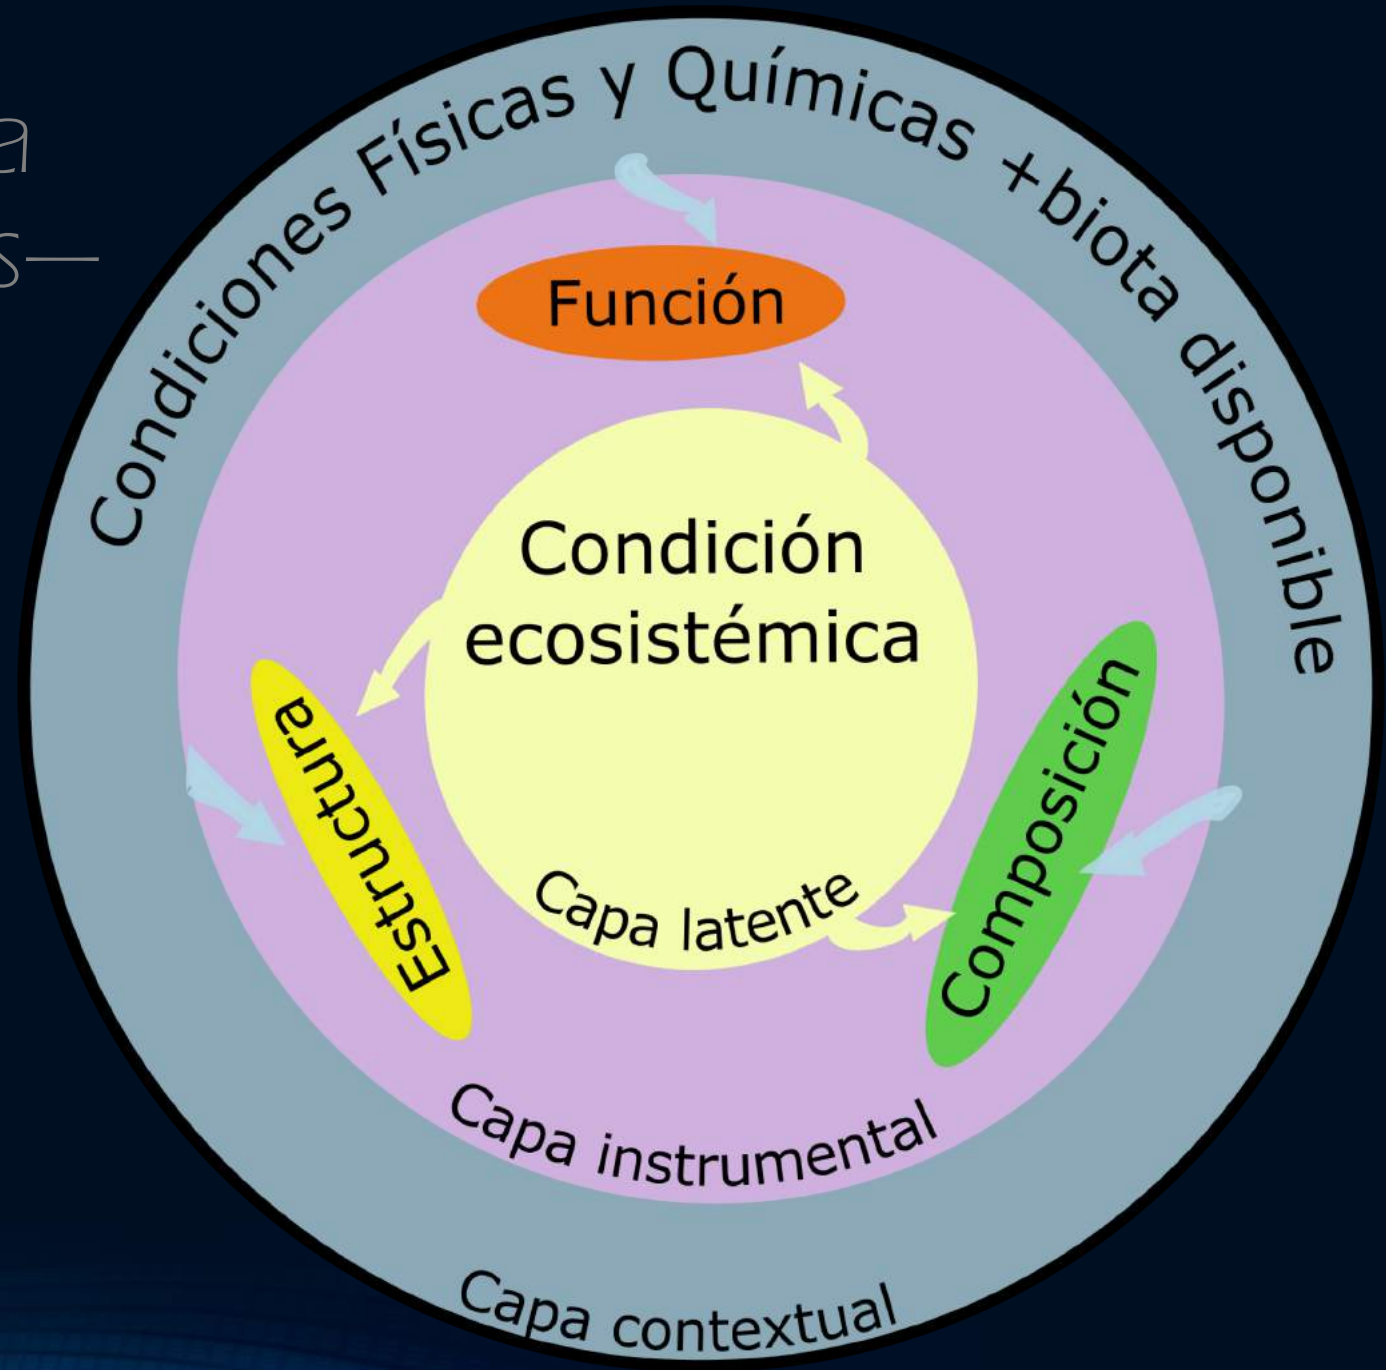 Condiciones Físicas y Químicas +biota disponible
Función
Condición
ecosistémica
Estructura
Composición
Capa latente
Capa instrumental
Capa contextual